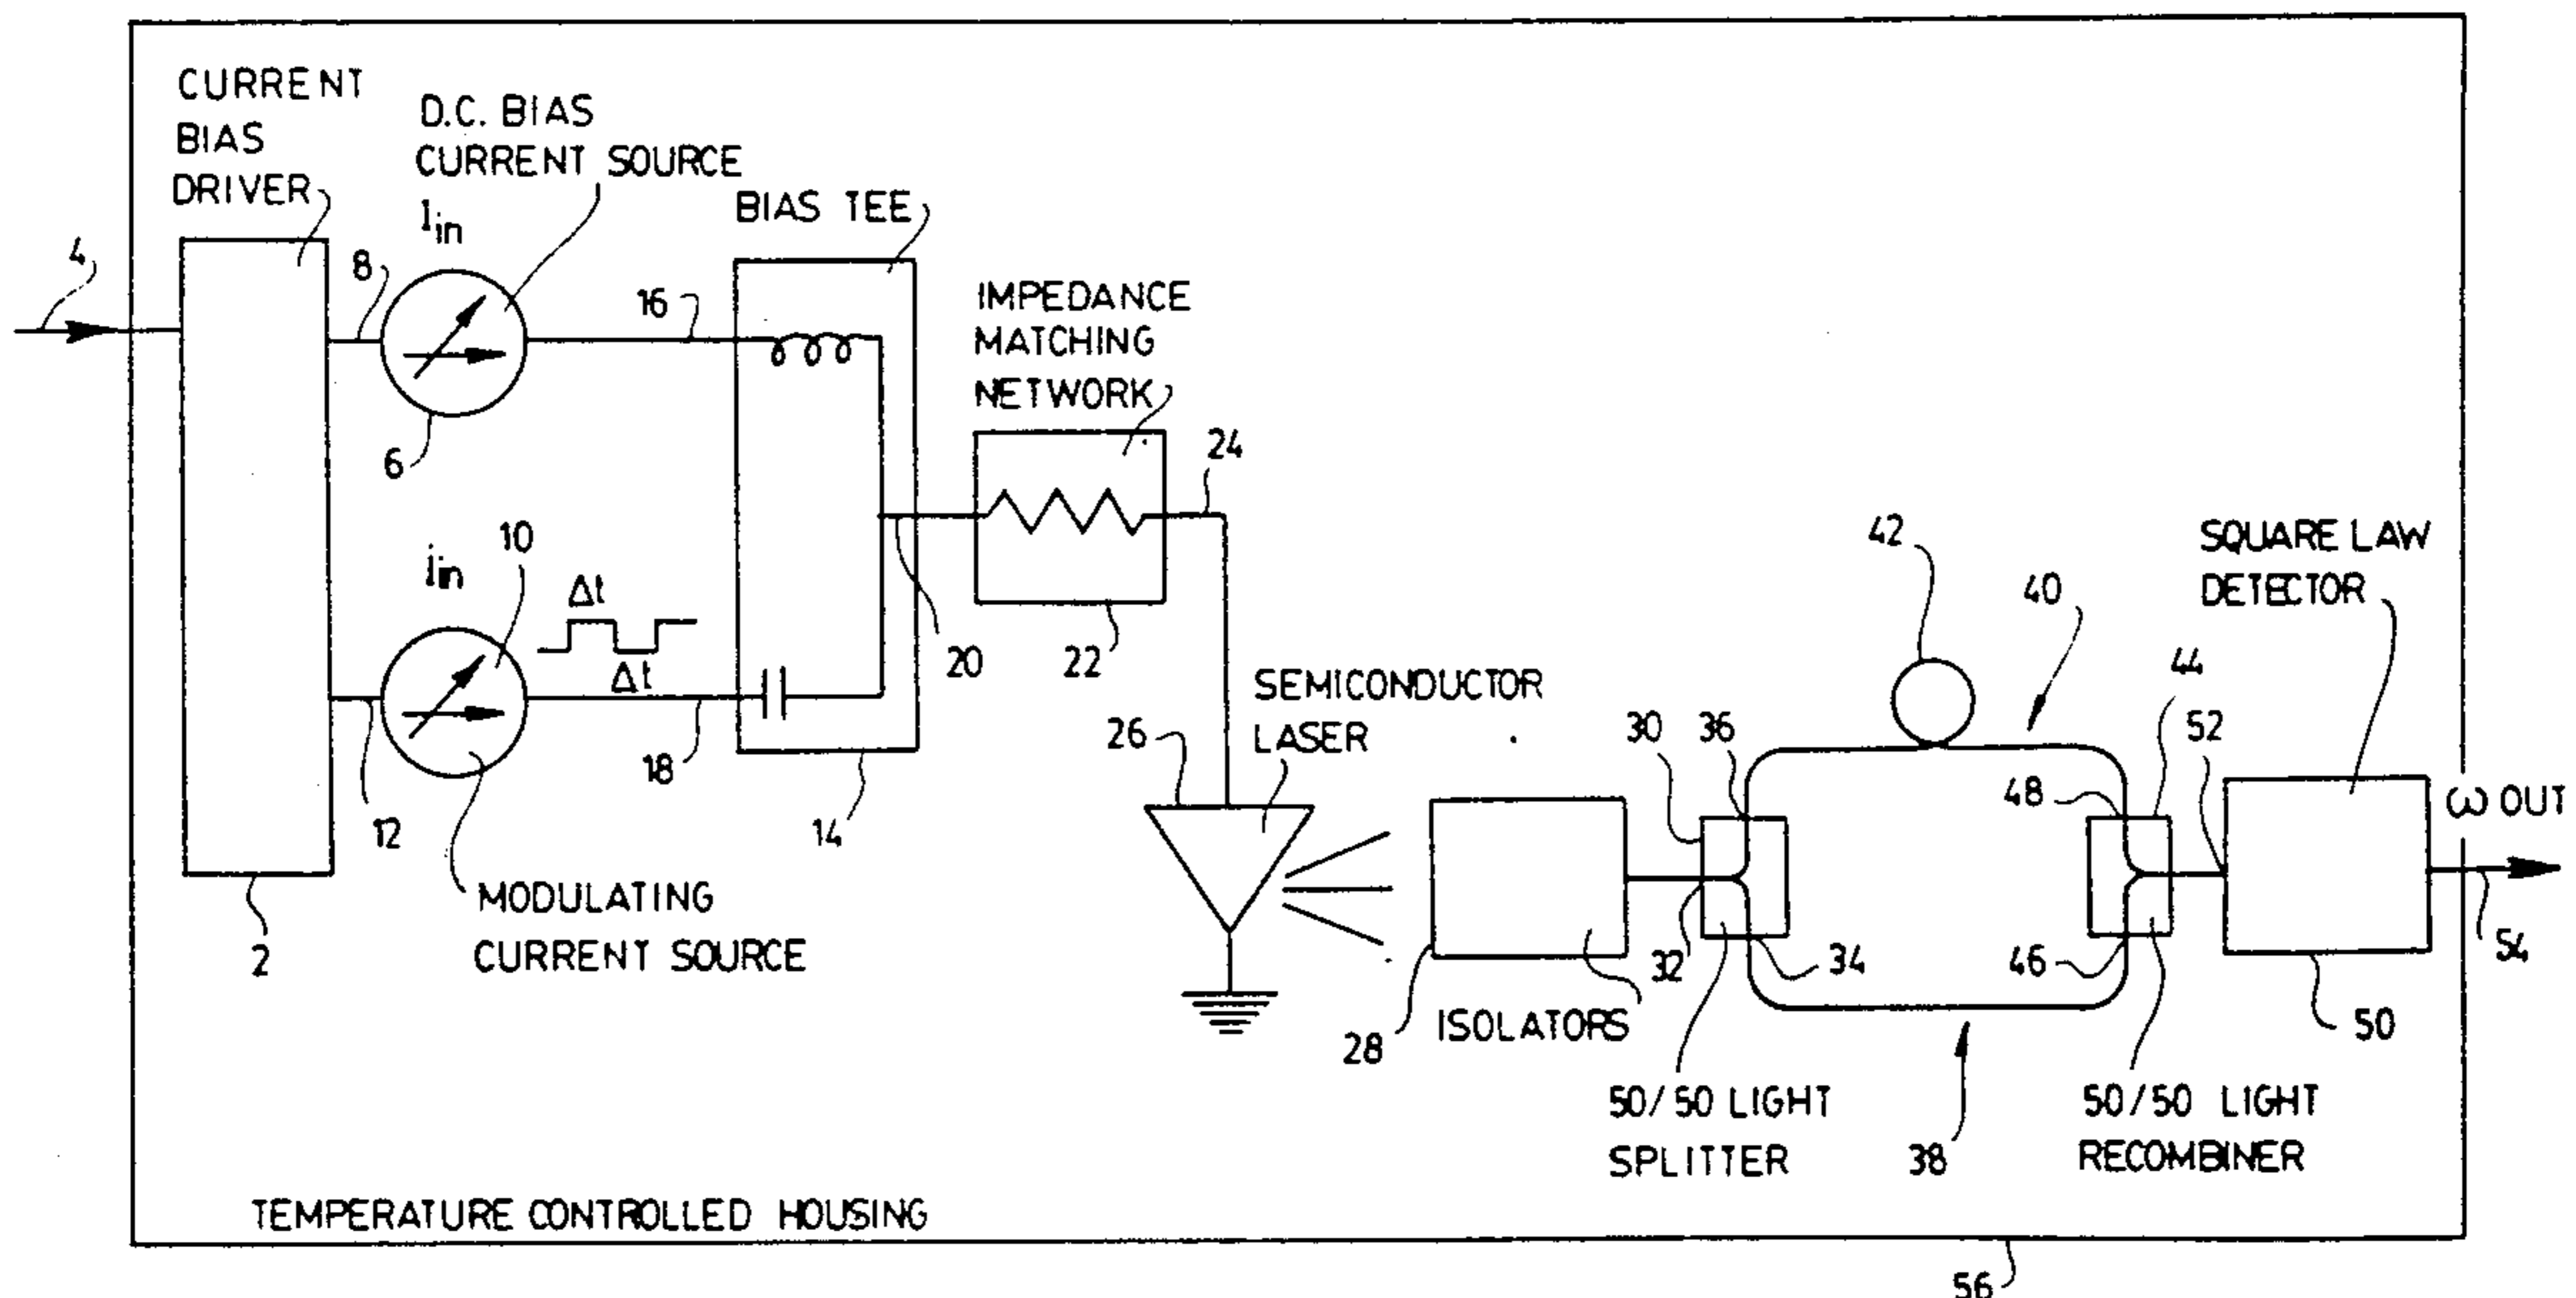 CURRENT
BIAS
DRIVER
D.C. BIAS
CURRENT SOURCE
I in
BIAS TEE
4
8
16
6
IMPEDANCE
MATCHING
NETWORK
24
i in
10
Δt
Δt
20
22
18
12
14
2
MODULATING
CURRENT SOURCE
SEMICONDUCTOR
LASER
26
28
ISOLATORS
30
36
32
34
50/50 LIGHT
SPLITTER
42
40
38
44
52
48
46
50/50 LIGHT
RECOMBINER
SQUARE LAW
DETECTOR
ω OUT
54
50
TEMPERATURE CONTROLLED HOUSING
56